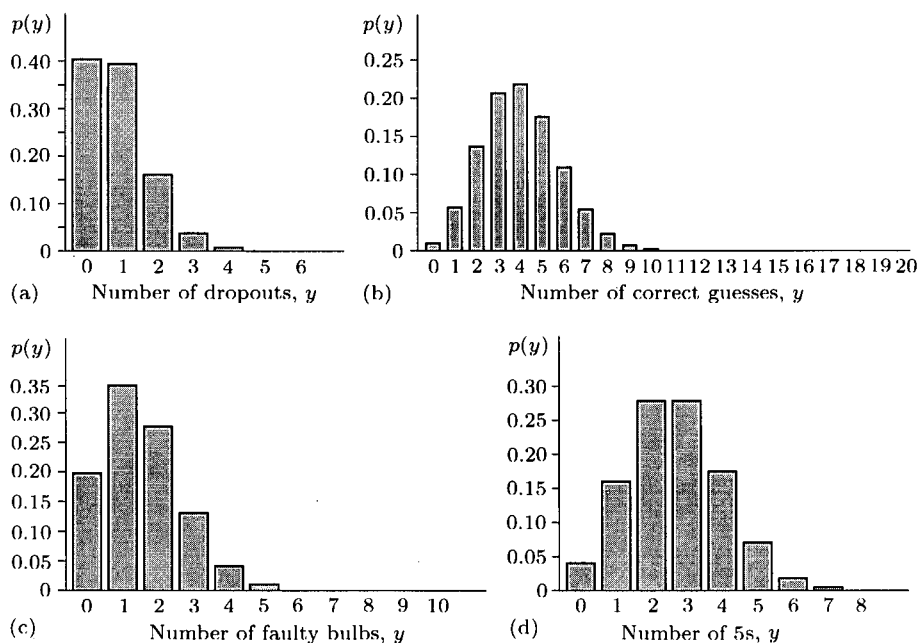 p(y)
0.40
0.30
0.20
0.10
0
0 1 2 3 4 5 6
(a) Number of dropouts, y
p(y)
0.25
0.20
0.15
0.10
0.05
0
0 1 2 3 4 5 6 7 8 9 10 11 12 13 14 15 16 17 18 19 20
(b) Number of correct guesses, y
p(y)
0.35
0.30
0.25
0.20
0.15
0.10
0.05
0
0 1 2 3 4 5 6 7 8 9 10
(c) Number of faulty bulbs, y
p(y)
0.30
0.25
0.20
0.15
0.10
0.05
0
0 1 2 3 4 5 6 7 8
(d) Number of 5s, y